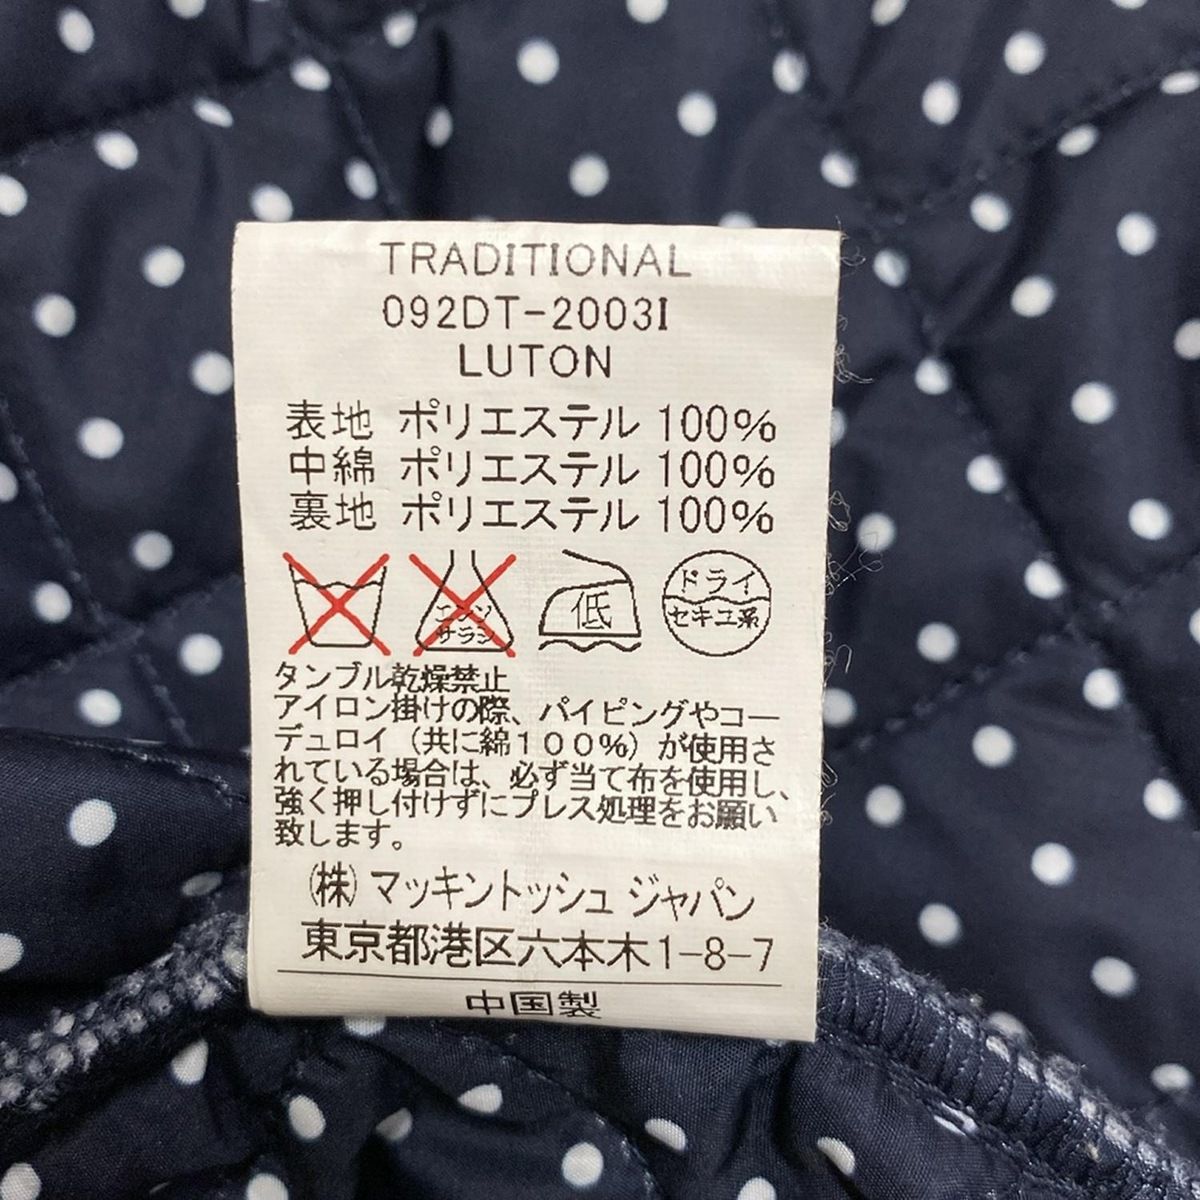 TRADITIONAL
092DT-2003I
LUTON
表地 ポリエステル 100%
中綿 ポリエステル 100%
裏地 ポリエステル 100%
エンソ
サラシ
低
ドライ
セキユ系
タンブル乾燥禁止
アイロン掛けの際、パイピングやコー
デュロイ（共に綿１００%）が使用さ
れている場合は、必ず当て布を使用し、
強く押し付けずにプレス処理をお願い
致します。
(株) マッキントッシュ ジャパン
東京都港区六本木1-8-7
中国製